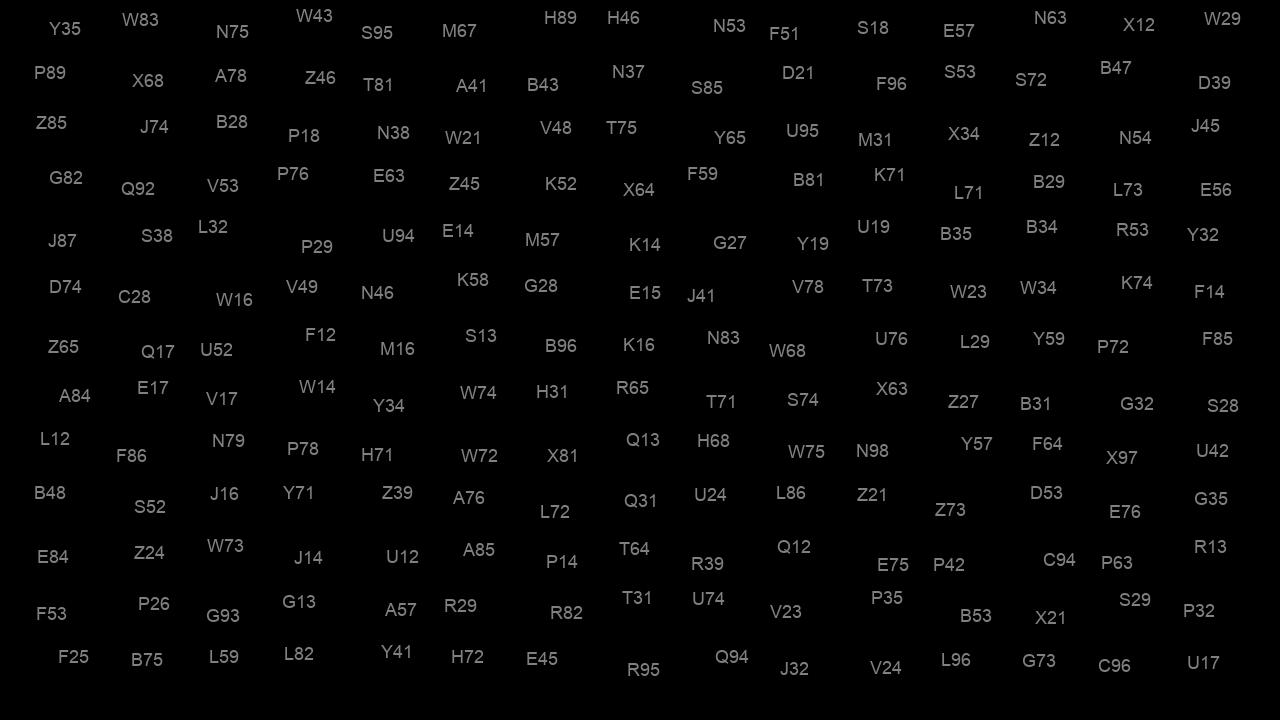 Y35 W83 N75 W43 S95 M67 H89 H46 N53 F51 S18 E57 N63 X12 W29
P89 X68 A78 Z46 T81 A41 B43 N37 S85 D21 F96 S53 S72 B47 D39
Z85 J74 B28 P18 N38 W21 V48 T75 Y65 U95 M31 X34 Z12 N54 J45
G82 Q92 V53 P76 E63 Z45 K52 X64 F59 B81 K71 L71 B29 L73 E56
J87 S38 L32 P29 U94 E14 M57 K14 G27 Y19 U19 B35 B34 R53 Y32
D74 C28 W16 V49 N46 K58 G28 E15 J41 V78 T73 W23 W34 K74 F14
Z65 Q17 U52 F12 M16 S13 B96 K16 N83 W68 U76 L29 Y59 P72 F85
A84 E17 V17 W14 Y34 W74 H31 R65 T71 S74 X63 Z27 B31 G32 S28
L12 F86 N79 P78 H71 W72 X81 Q13 H68 W75 N98 Y57 F64 X97 U42
B48 S52 J16 Y71 Z39 A76 L72 Q31 U24 L86 Z21 Z73 D53 E76 G35
E84 Z24 W73 J14 U12 A85 P14 T64 R39 Q12 E75 P42 C94 P63 R13
F53 P26 G93 G13 A57 R29 R82 T31 U74 V23 P35 B53 X21 S29 P32
F25 B75 L59 L82 Y41 H72 E45 R95 Q94 J32 V24 L96 G73 C96 U17